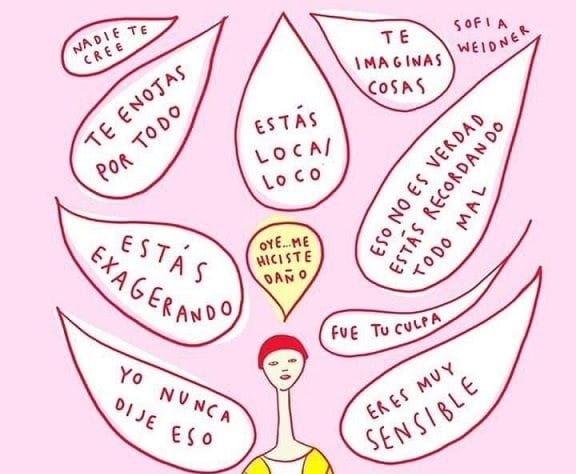 NADIE TE
CREE
TE ENOJAS
POR TODO
ESTÁS
LOCA/
LOCO
TE
IMAGINAS
COSAS
SOFIA
WEIDNER
ESO NO ES VERDAD
ESTÁS RECORDANDO
TODO MAL
ESTÁS
EXAGERANDO
OYE...ME
HICISTE
DAÑO
FUE TU CULPA
YO NUNCA
DIJE ESO
ERES MUY
SENSIBLE